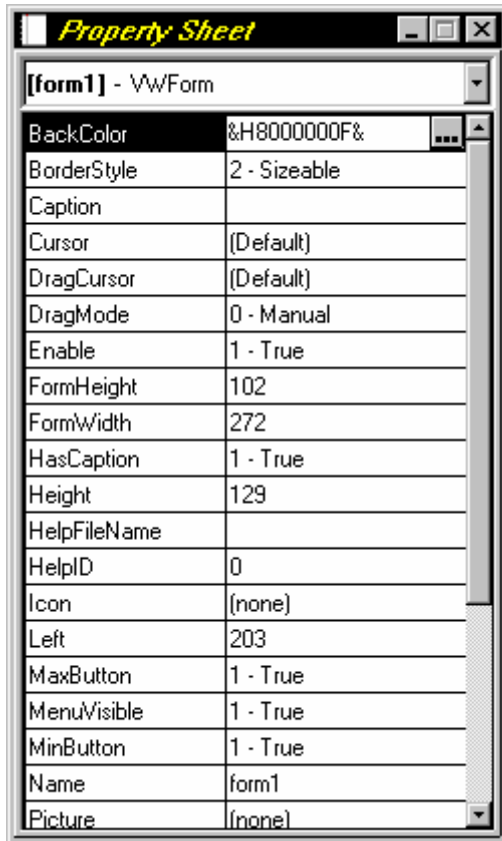 Property Sheet
[form1] - VWForm
BackColor &H8000000F& ...
BorderStyle 2 - Sizeable
Caption
Cursor (Default)
DragCursor (Default)
DragMode 0 - Manual
Enable 1 - True
FormHeight 102
FormWidth 272
HasCaption 1 - True
Height 129
HelpFileName
HelpID 0
Icon (none)
Left 203
MaxButton 1 - True
MenuVisible 1 - True
MinButton 1 - True
Name form1
Picture (none)